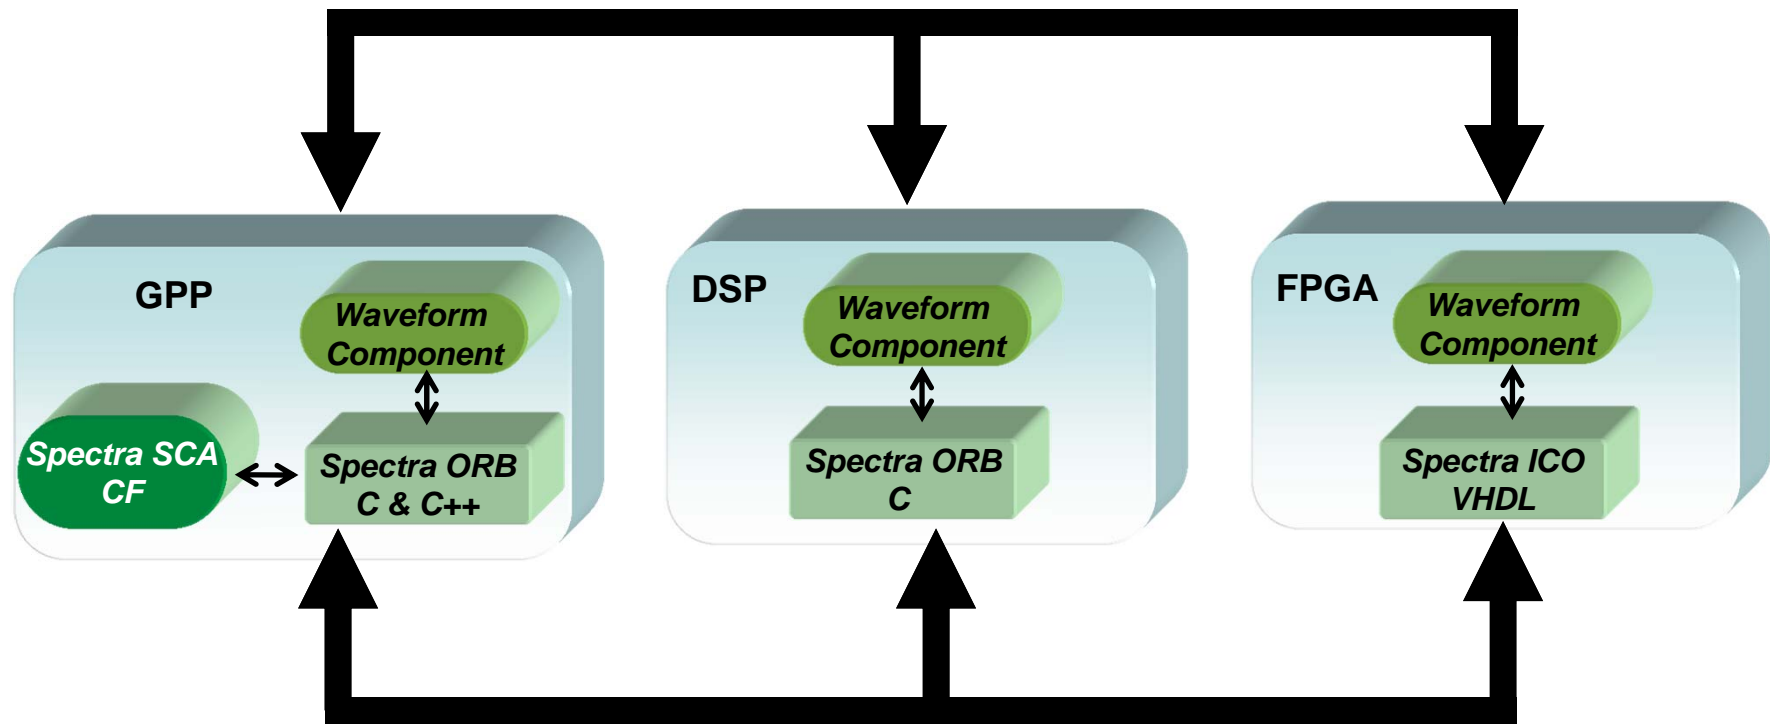 GPP
Waveform
Component
Spectra SCA
CF
Spectra ORB
C & C++
DSP
Waveform
Component
Spectra ORB
C
FPGA
Waveform
Component
Spectra ICO
VHDL